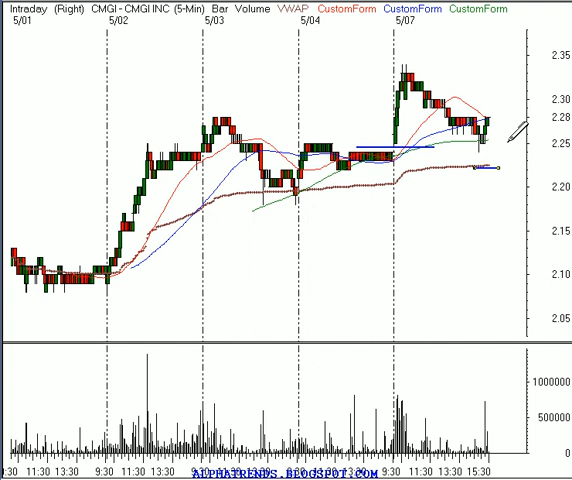 Intraday (Right) CMGI - CMGI INC (5-Min) Bar Volume VWAP CustomForm CustomForm CustomForm
5/01 5/02 5/03 5/04 5/07
2.35
2.30
2.28
2.25
2.20
2.15
2.10
2.05
1000000
500000
0
:30 11:30 13:30 9:30 11:30 13:30 9:30 11:30 13:30 9:30 11:30 13:30 9:30 11:30 13:30 15:30
ALPHATRENDS.BLOGSPOT.COM